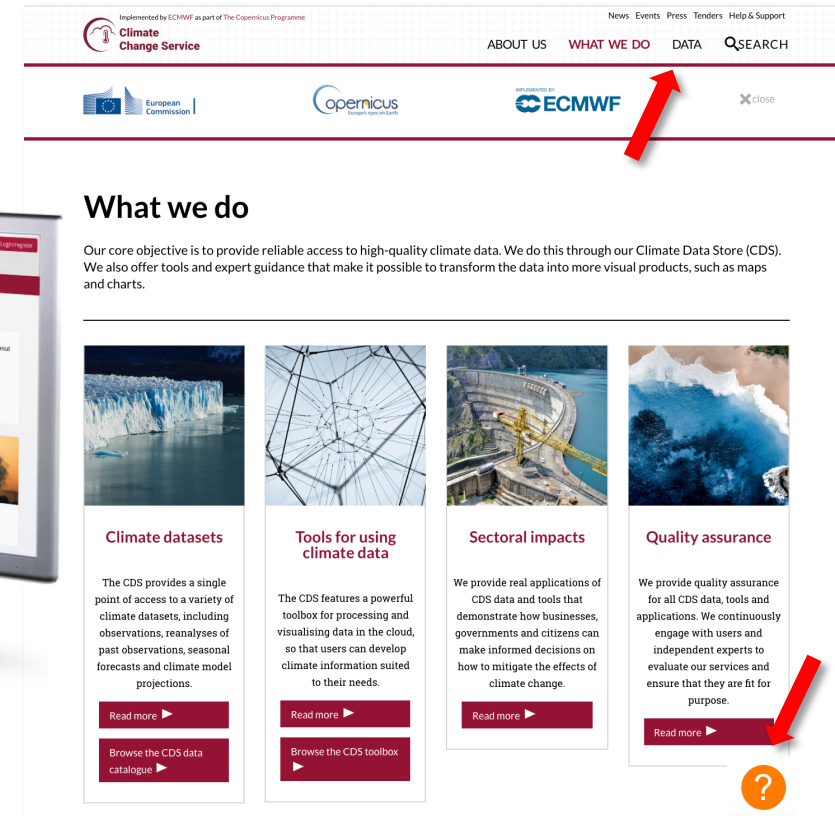 Implemented by ECMWF as part of The Copernicus Programme
News Events Press Tenders Help & Support
Climate
Change Service
ABOUT US WHAT WE DO DATA SEARCH
European
Commission
opernicus
Europe's eyes on Earth
IMPLEMENTED BY
ECMWF
close
Login/register
What we do
Our core objective is to provide reliable access to high-quality climate data. We do this through our Climate Data Store (CDS).
We also offer tools and expert guidance that make it possible to transform the data into more visual products, such as maps
and charts.
Climate datasets
The CDS provides a single
point of access to a variety of
climate datasets, including
observations, reanalyses of
past observations, seasonal
forecasts and climate model
projections.
Read more
Browse the CDS data
catalogue
Tools for using
climate data
The CDS features a powerful
toolbox for processing and
visualising data in the cloud,
so that users can develop
climate information suited
to their needs.
Read more
Browse the CDS toolbox
Sectoral impacts
We provide real applications of
CDS data and tools that
demonstrate how businesses,
governments and citizens can
make informed decisions on
how to mitigate the effects of
climate change.
Read more
Quality assurance
We provide quality assurance
for all CDS data, tools and
applications. We continuously
engage with users and
independent experts to
evaluate our services and
ensure that they are fit for
purpose.
Read more
?